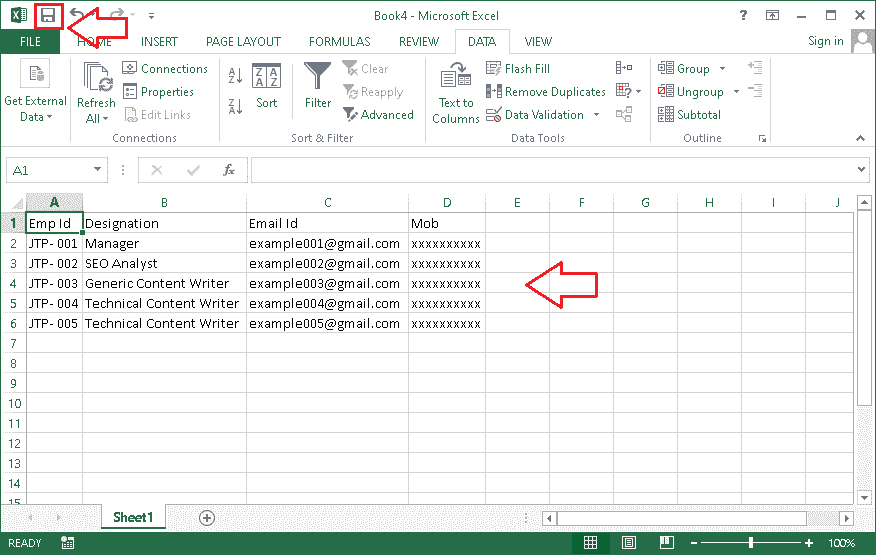 Book4 - Microsoft Excel
?
FILE HOME INSERT PAGE LAYOUT FORMULAS REVIEW DATA VIEW Sign in
Get External Data
Refresh All
Connections
Properties
Edit Links
Connections
A Z
Z A
Z A A Z
Sort
Filter
Clear
Reapply
Advanced
Sort & Filter
Text to Columns
Flash Fill
Remove Duplicates
Data Validation
Data Tools
Group
Ungroup
Subtotal
Outline
A1 fx
A B C D E F G H I J
1 Emp Id Designation Email Id Mob
2 JTP- 001 Manager example001@gmail.com xxxxxxxxxx
3 JTP- 002 SEO Analyst example002@gmail.com xxxxxxxxxx
4 JTP- 003 Generic Content Writer example003@gmail.com xxxxxxxxxx
5 JTP- 004 Technical Content Writer example004@gmail.com xxxxxxxxxx
6 JTP- 005 Technical Content Writer example005@gmail.com xxxxxxxxxx
7
8
9
10
11
12
13
14
15
Sheet1
READY 100%